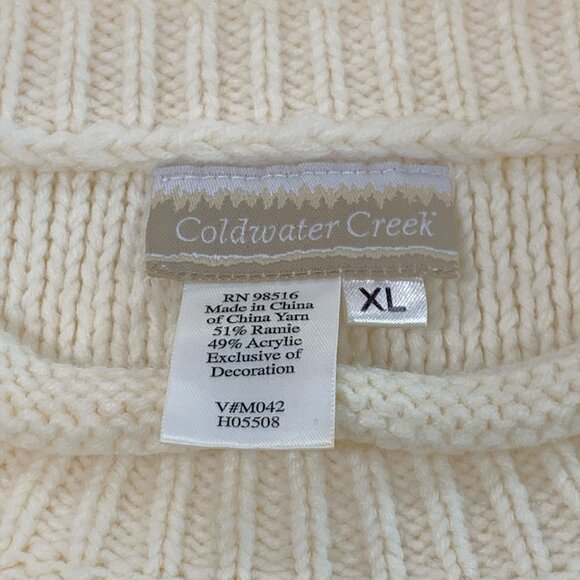 Coldwater Creek
RN 98516
Made in China
of China Yarn
51% Ramie
49% Acrylic
Exclusive of
Decoration
V#M042
H05508
XL